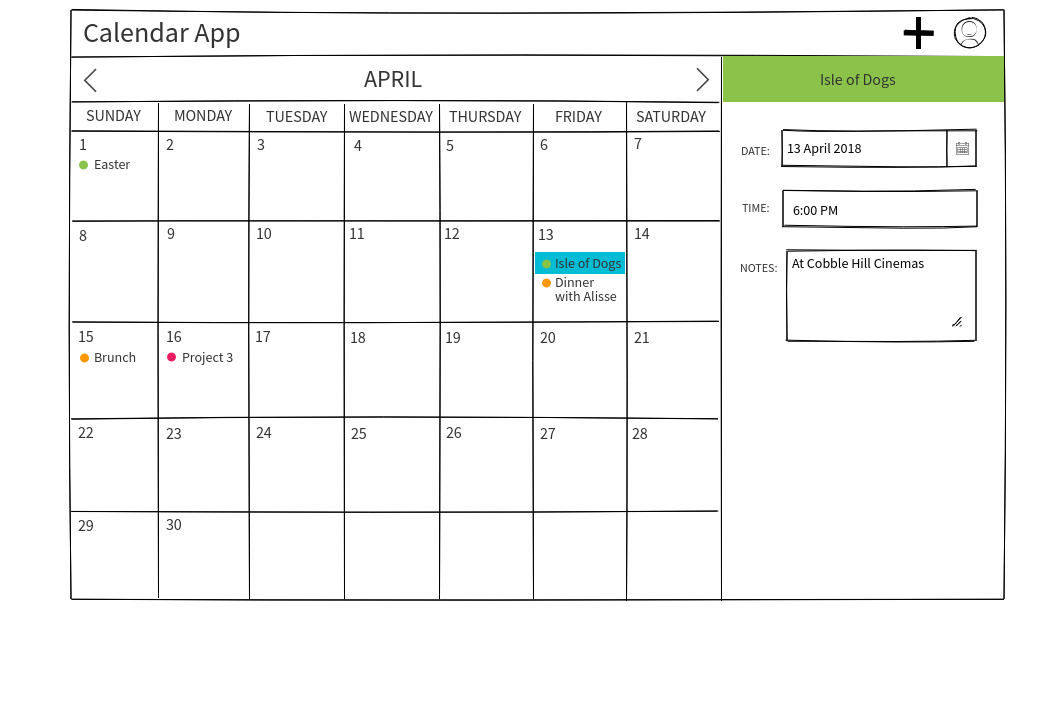 Calendar App
APRIL
Isle of Dogs
SUNDAY MONDAY TUESDAY WEDNESDAY THURSDAY FRIDAY SATURDAY
1 2 3 4 5 6 7
Easter
8 9 10 11 12 13 14
Isle of Dogs
Dinner
with Alisse
15 16 17 18 19 20 21
Brunch Project 3
22 23 24 25 26 27 28
29 30
DATE: 13 April 2018
TIME: 6:00 PM
NOTES: At Cobble Hill Cinemas